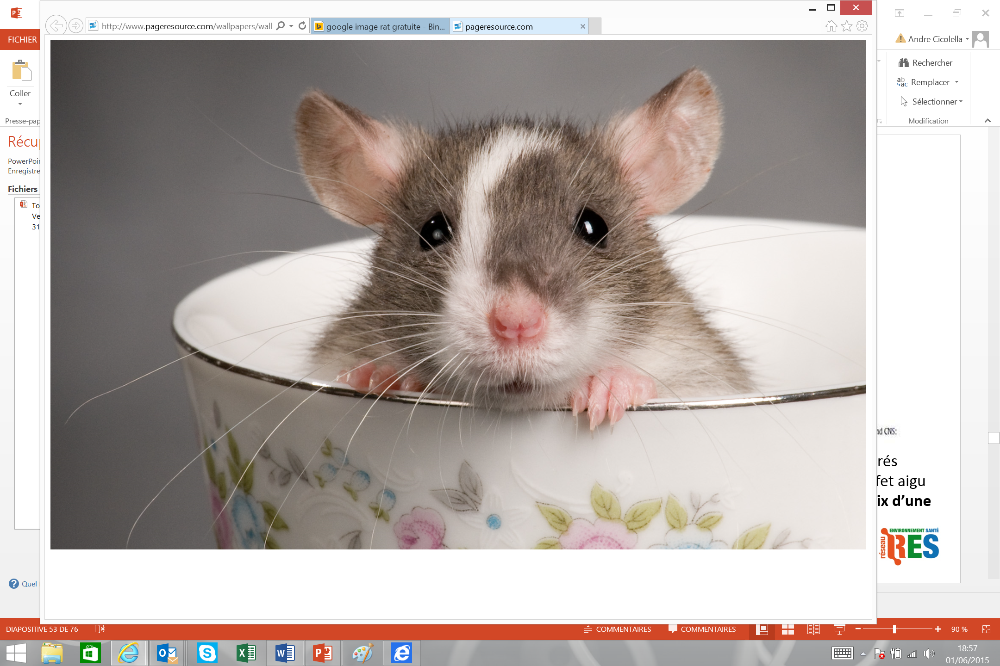 http://www.pageresource.com/wallpapers/wall
google image rat gratuite - Bin...
pageresource.com
FICHIER
Andre Cicolella
Coller
Presse-pap
Rechercher
Remplacer
Sélectionner
Modification
Récup
PowerPoin
Enregistre
Fichiers
To
Ve
31
nd CNS;
rés
fet aigu
ix d’une
réseau
ENVIRONNEMENT SANTÉ
RES
Quel
DIAPOSITIVE 53 DE 76
COMMENTAIRES
COMMENTAIRES
90 %
18:57
01/06/2015